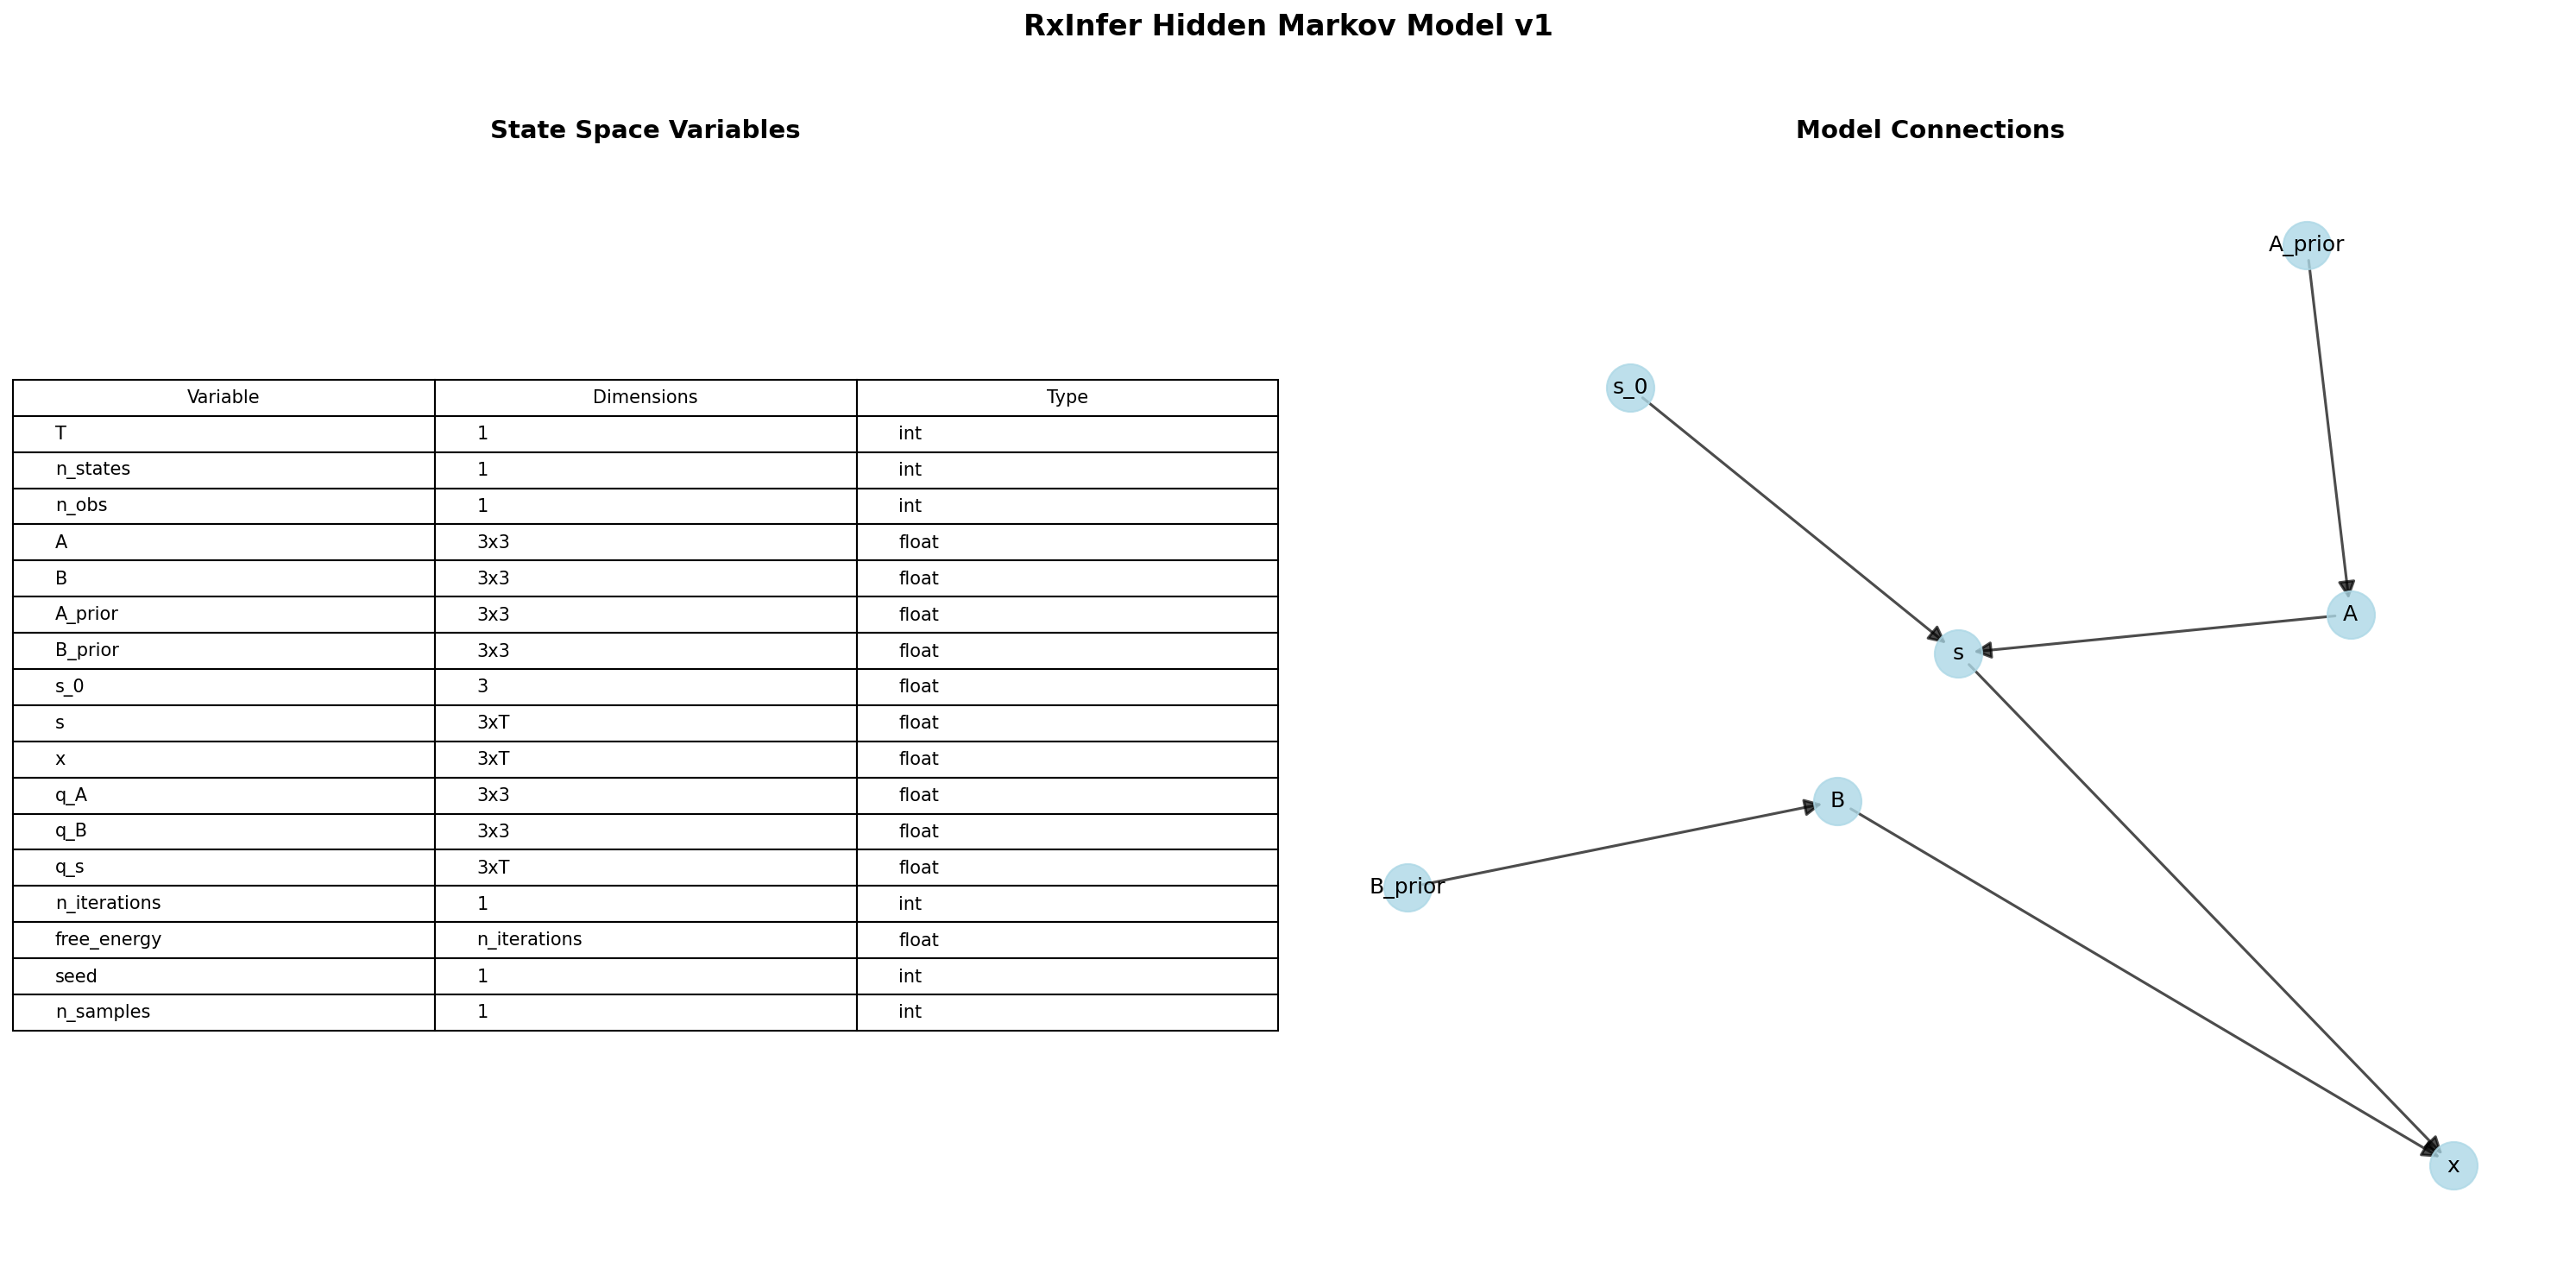 RxInfer Hidden Markov Model v1
State Space Variables
Variable Dimensions Type
T 1 int
n_states 1 int
n_obs 1 int
A 3x3 float
B 3x3 float
A_prior 3x3 float
B_prior 3x3 float
s_0 3 float
s 3xT float
x 3xT float
q_A 3x3 float
q_B 3x3 float
q_s 3xT float
n_iterations 1 int
free_energy n_iterations float
seed 1 int
n_samples 1 int
Model Connections
A_prior
s_0
A
s
B
B_prior
x